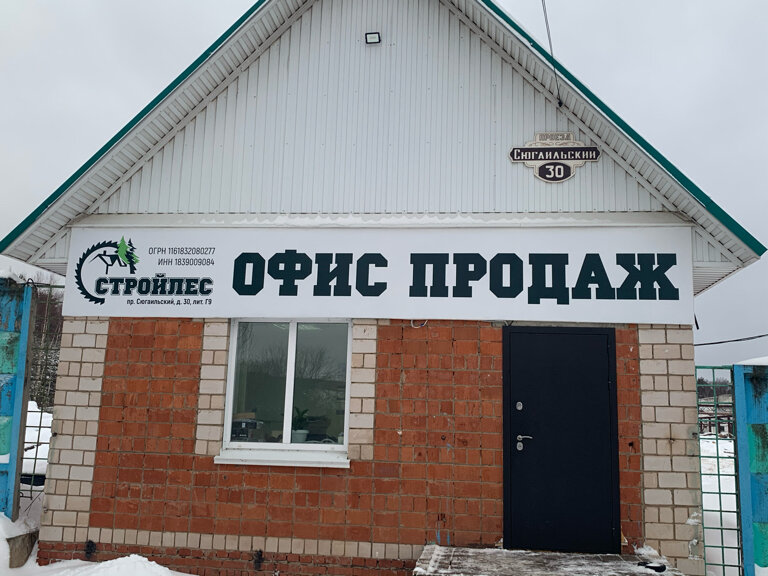 ПРОЕЗД
СЮГАИЛЬСКИЙ
30
ОГРН 1161832080277
ИНН 1839009084
СТРОЙЛЕС
пр. Сюгаильский, д. 30, лит. Г9
ОФИС ПРОДАЖ